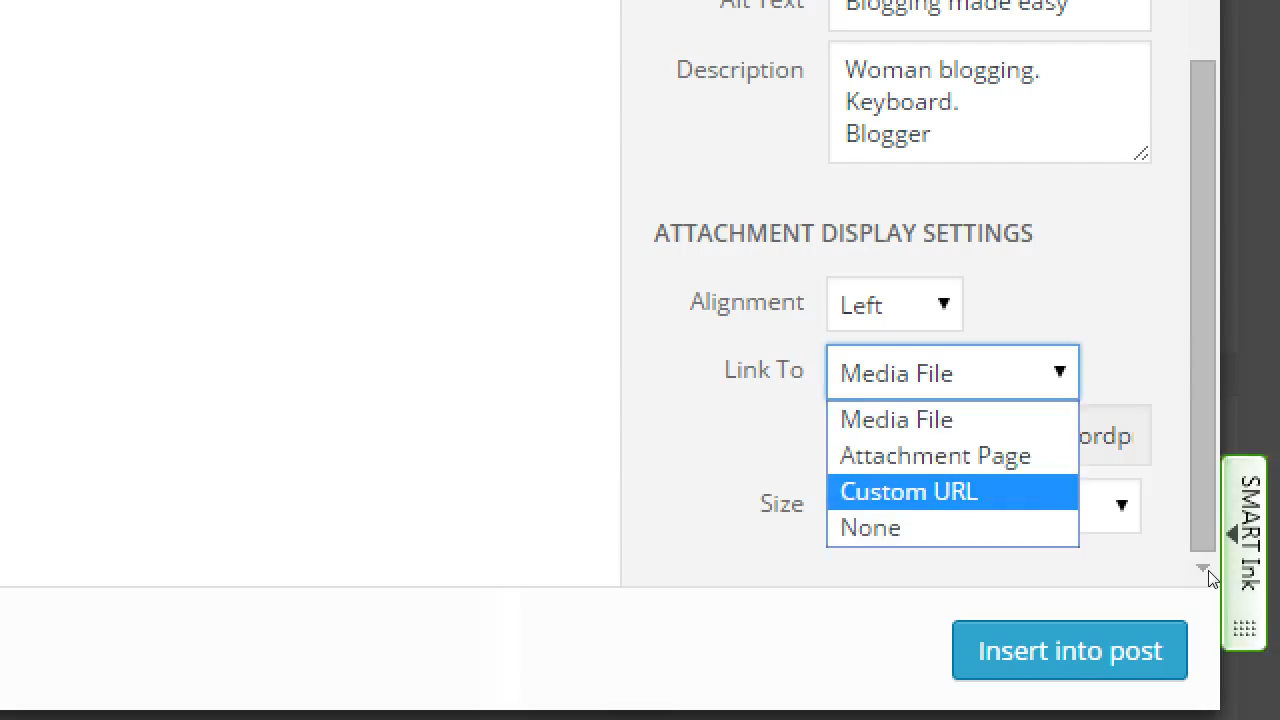 Alt Text
Blogging made easy
Description
Woman blogging.
Keyboard.
Blogger
ATTACHMENT DISPLAY SETTINGS
Alignment
Left
Link To
Media File
Media File
ordp
Attachment Page
Custom URL
None
Size
Insert into post
SMART Ink